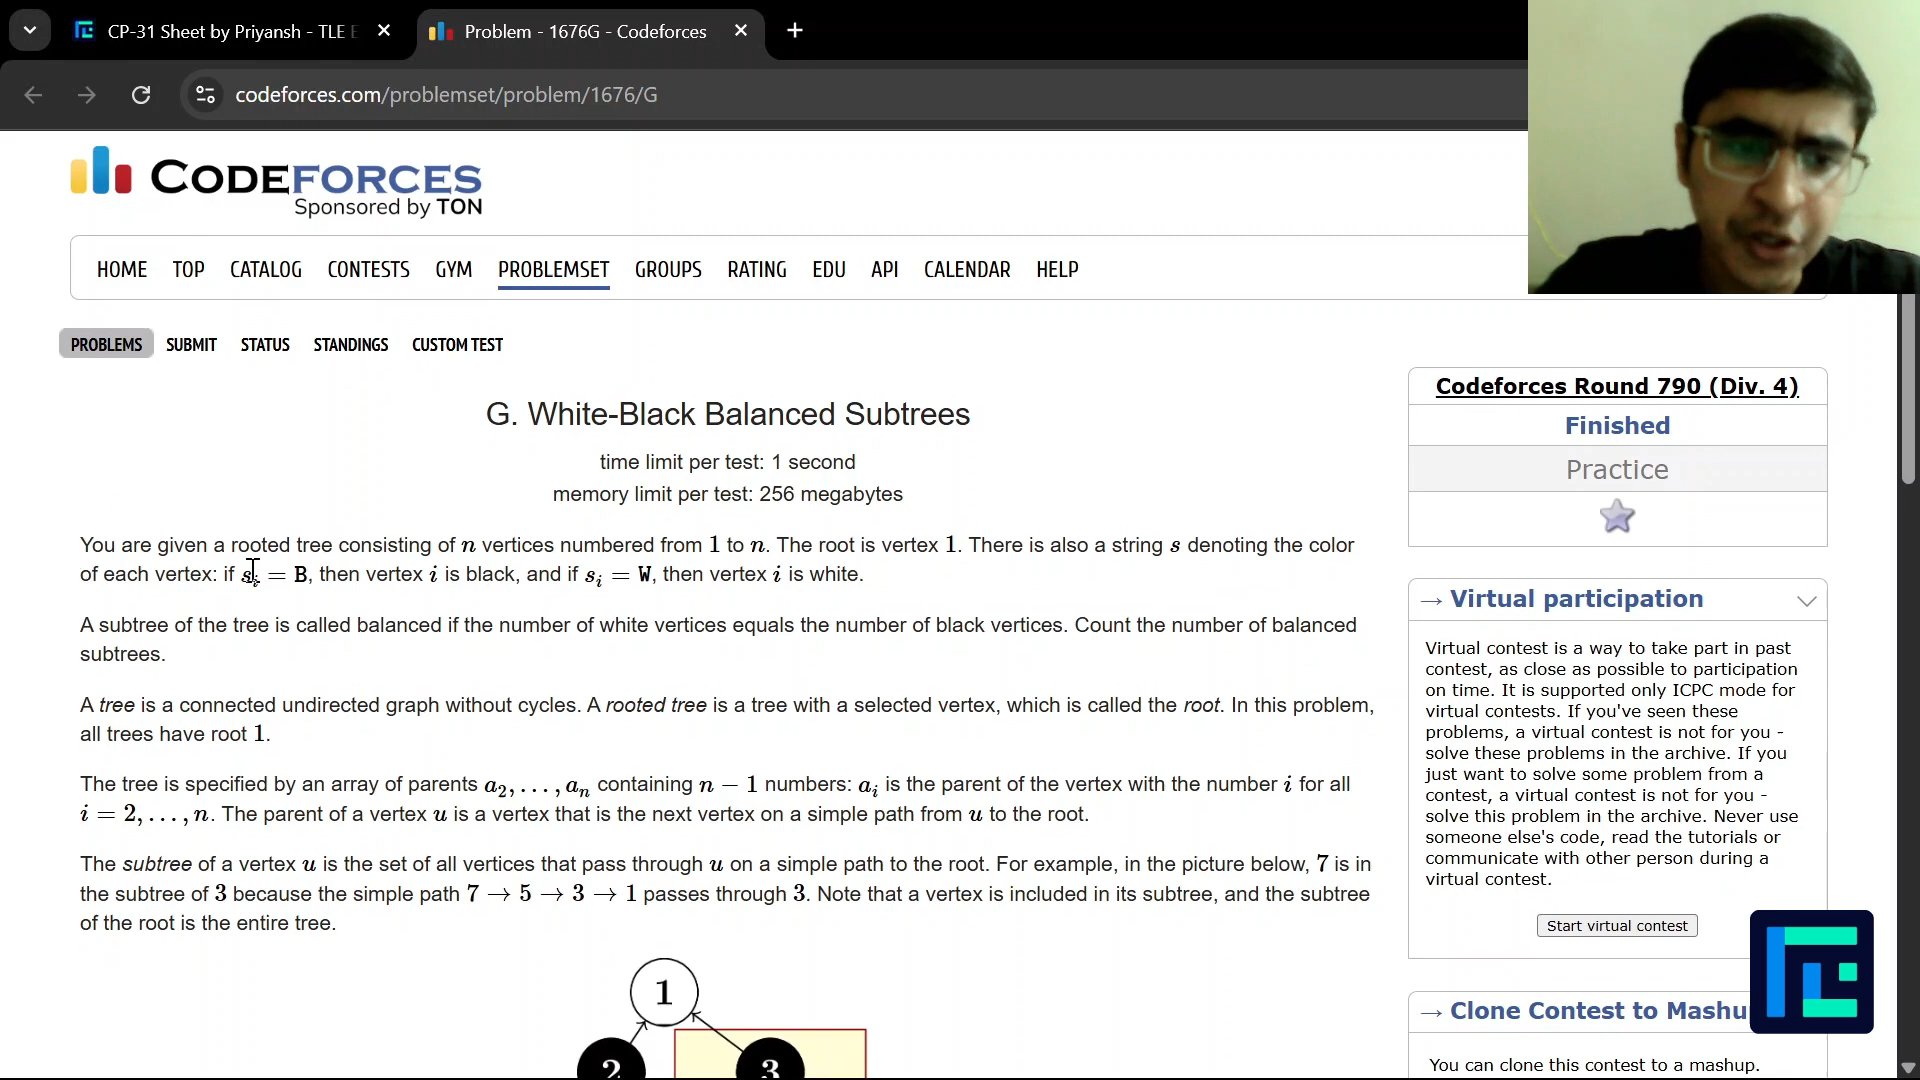 CP-31 Sheet by Priyansh - TLE E
Problem - 1676G - Codeforces
codeforces.com/problemset/problem/1676/G
CODEFORCES
Sponsored by TON
HOME TOP CATALOG CONTESTS GYM PROBLEMSET GROUPS RATING EDU API CALENDAR HELP
PROBLEMS SUBMIT STATUS STANDINGS CUSTOM TEST
G. White-Black Balanced Subtrees
time limit per test: 1 second
memory limit per test: 256 megabytes
You are given a rooted tree consisting of n vertices numbered from 1 to n. The root is vertex 1. There is also a string s denoting the color
of each vertex: if s_i = B, then vertex i is black, and if s_i = W, then vertex i is white.
A subtree of the tree is called balanced if the number of white vertices equals the number of black vertices. Count the number of balanced
subtrees.
A tree is a connected undirected graph without cycles. A rooted tree is a tree with a selected vertex, which is called the root. In this problem,
all trees have root 1.
The tree is specified by an array of parents a_2, ..., a_n containing n − 1 numbers: a_i is the parent of the vertex with the number i for all
i = 2, ..., n. The parent of a vertex u is a vertex that is the next vertex on a simple path from u to the root.
The subtree of a vertex u is the set of all vertices that pass through u on a simple path to the root. For example, in the picture below, 7 is in
the subtree of 3 because the simple path 7 → 5 → 3 → 1 passes through 3. Note that a vertex is included in its subtree, and the subtree
of the root is the entire tree.
1
2
3
Codeforces Round 790 (Div. 4)
Finished
Practice
→ Virtual participation
Virtual contest is a way to take part in past
contest, as close as possible to participation
on time. It is supported only ICPC mode for
virtual contests. If you've seen these
problems, a virtual contest is not for you -
solve these problems in the archive. If you
just want to solve some problem from a
contest, a virtual contest is not for you -
solve this problem in the archive. Never use
someone else's code, read the tutorials or
communicate with other person during a
virtual contest.
Start virtual contest
→ Clone Contest to Mashu
You can clone this contest to a mashup.